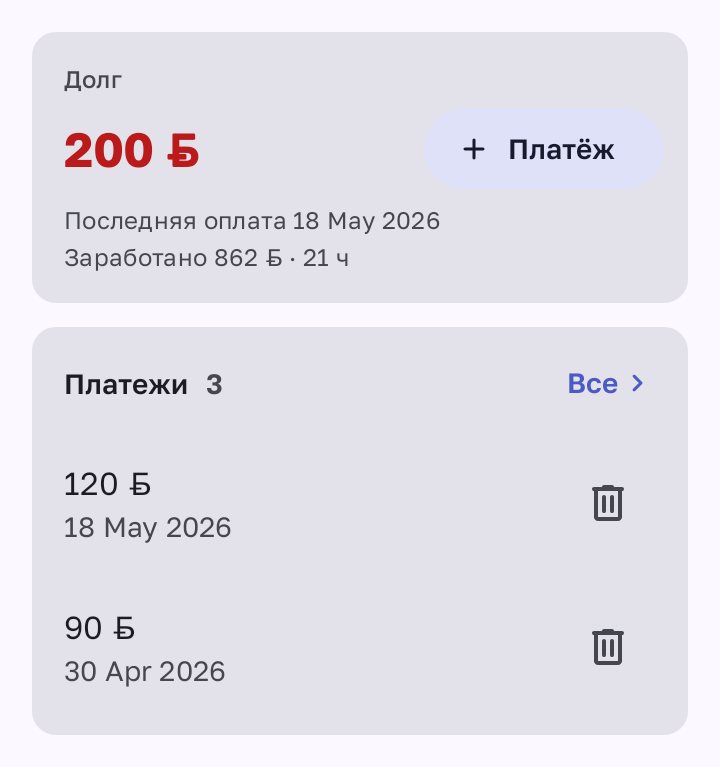 Долг
200 Ƃ
Платёж
Последняя оплата 18 May 2026
Заработано 862 Ƃ · 21 ч
Платежи 3
Все
120 Ƃ
18 May 2026
90 Ƃ
30 Apr 2026